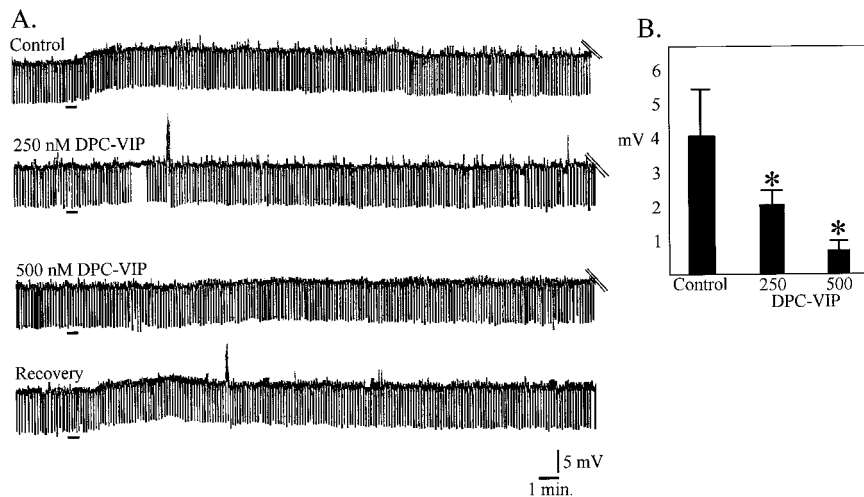 A.
Control
250 nM DPC-VIP
500 nM DPC-VIP
Recovery
5 mV
1 min.
B.
6
5
mV 4
3
2
1
*
*
Control 250 500
DPC-VIP